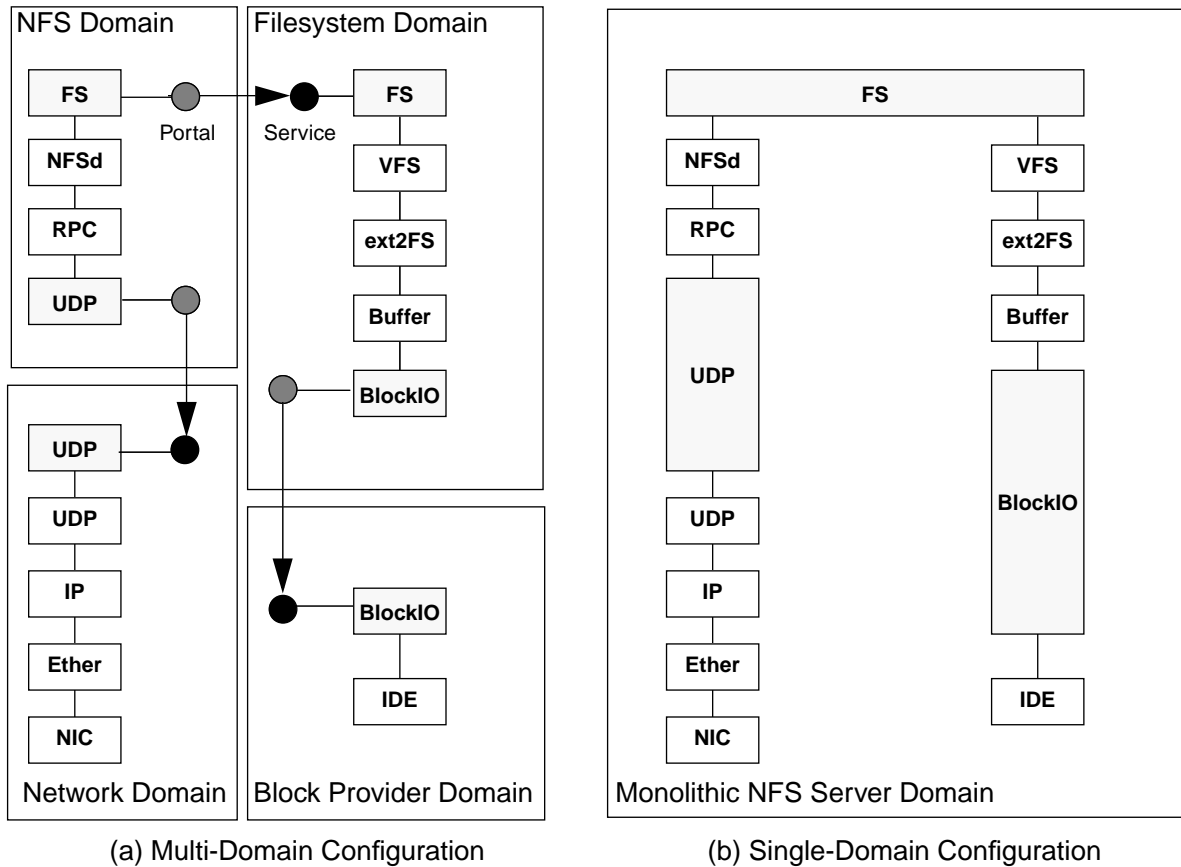 NFS Domain
FS
Portal
NFSd
RPC
UDP
Filesystem Domain
Service
FS
VFS
ext2FS
Buffer
BlockIO
UDP
UDP
IP
Ether
NIC
Network Domain
BlockIO
IDE
Block Provider Domain
(a) Multi-Domain Configuration
FS
NFSd
RPC
UDP
UDP
IP
Ether
NIC
VFS
ext2FS
Buffer
BlockIO
IDE
Monolithic NFS Server Domain
(b) Single-Domain Configuration